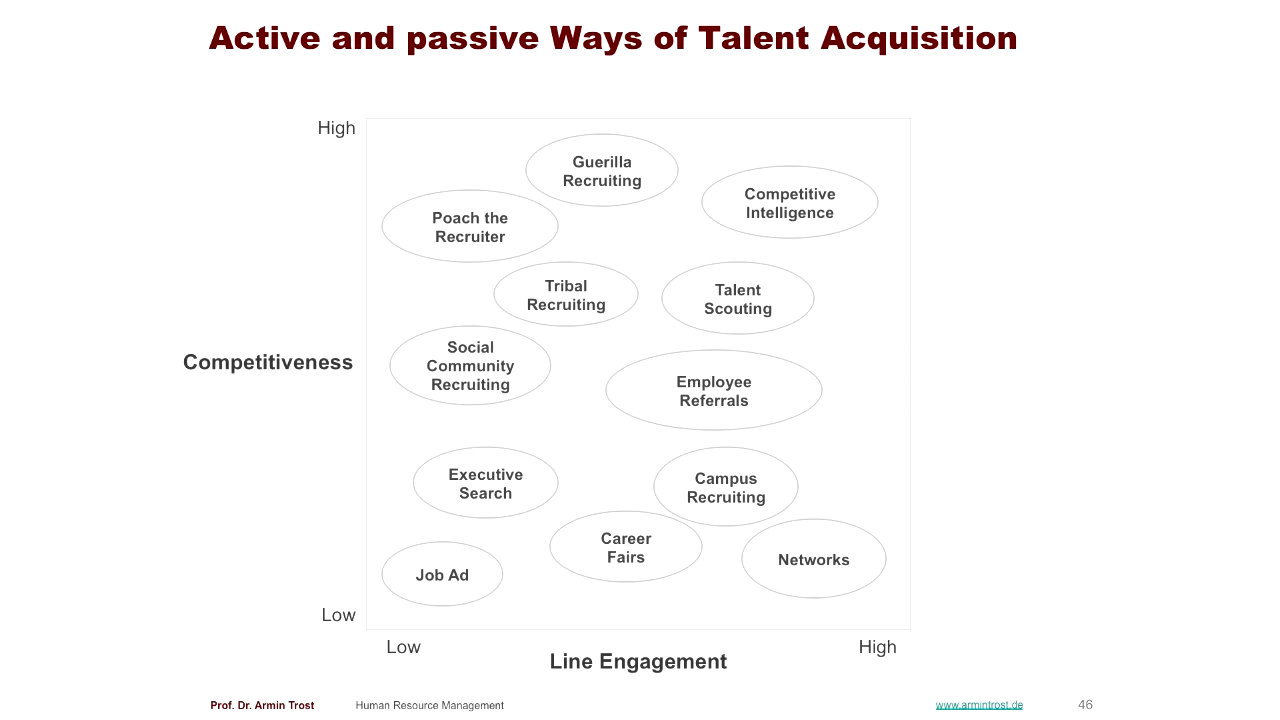 Active and passive Ways of Talent Acquisition
High
Guerilla
Recruiting
Competitive
Intelligence
Poach the
Recruiter
Tribal
Recruiting
Talent
Scouting
Social
Community
Recruiting
Competitiveness
Employee
Referrals
Executive
Search
Campus
Recruiting
Career
Fairs
Networks
Job Ad
Low
Low
High
Line Engagement
Prof. Dr. Armin Trost
Human Resource Management
www.armintrost.de
46